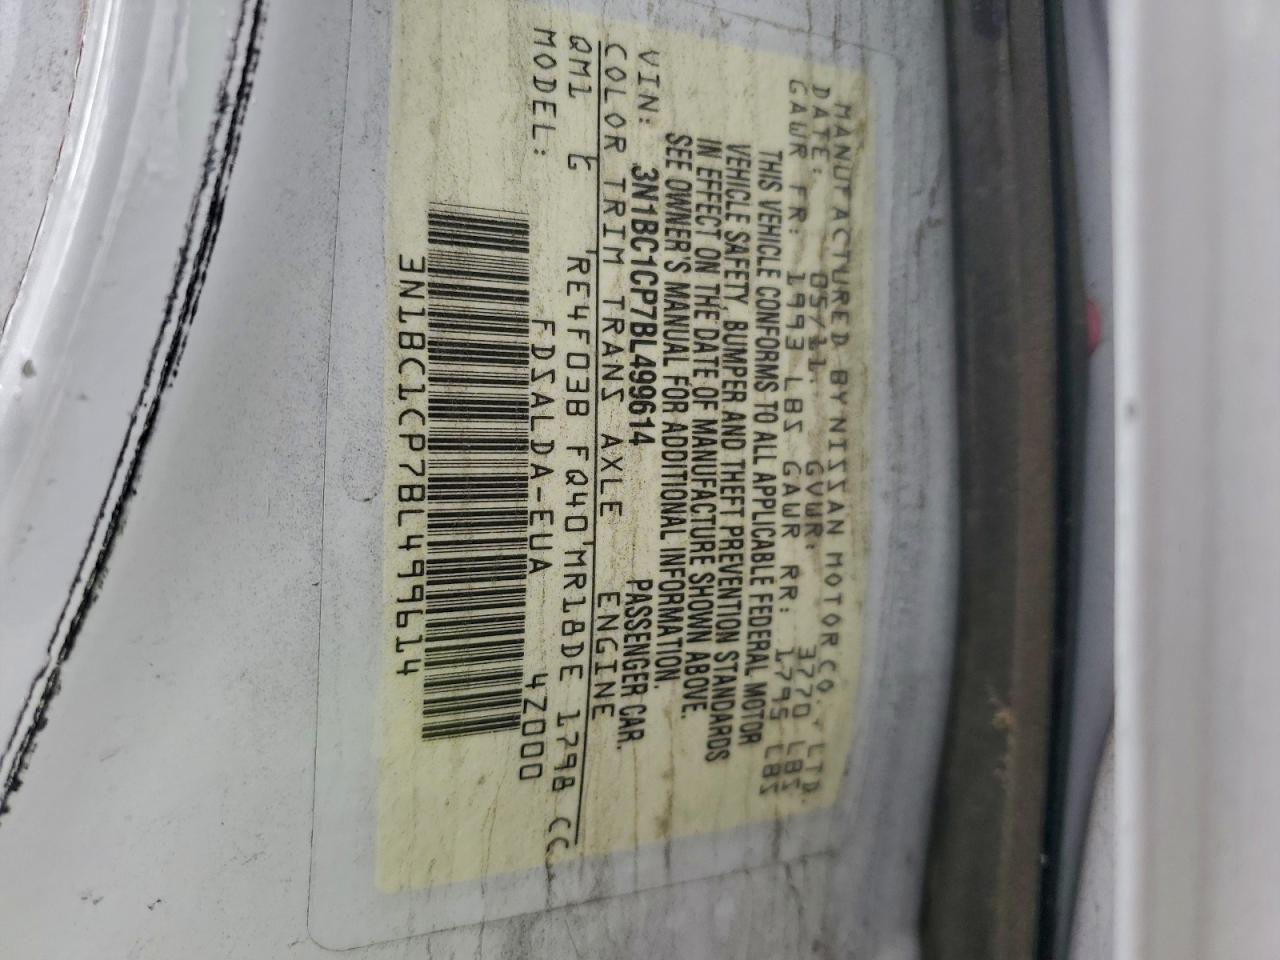 MANUFACTURED BY NISSAN MOTOR CO., LTD.
DATE: 05/11. GVWR: 3770 LBS
GAWR FR: 1993 LBS GAWR RR: 1795 LBS
THIS VEHICLE CONFORMS TO ALL APPLICABLE FEDERAL MOTOR
VEHICLE SAFETY, BUMPER AND THEFT PREVENTION STANDARDS
IN EFFECT ON THE DATE OF MANUFACTURE SHOWN ABOVE.
SEE OWNER'S MANUAL FOR ADDITIONAL INFORMATION.
VIN: 3N1BC1CP7BL499614 PASSENGER CAR.
COLOR TRIM TRANS AXLE ENGINE
QM1 G RE4F03B FQ40 MR18DE 1798 CC
MODEL: FDSALDA-EUA 4Z000
3N1BC1CP7BL499614